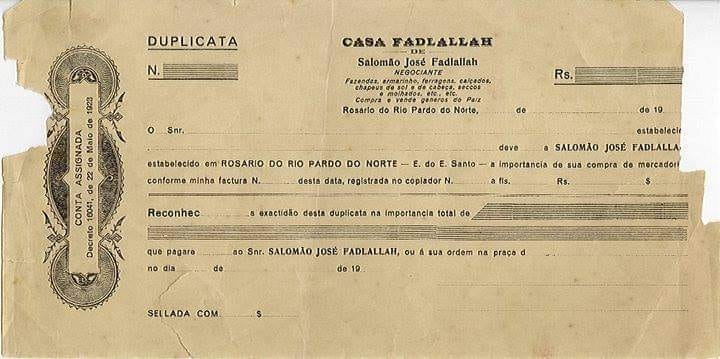 DUPLICATA
N.
CASA FADLALLAH
DE
Salomão José Fadlallah
NEGOCIANTE
Fazendas, armarinho, ferragens, calçados,
chapeus de sol e de cabeça, seccos
e molhados, etc., etc.
Compra e vende generos do Paiz
Rs.
Rosario do Rio Pardo do Norte, de de 19
O Snr. estabelecid
deve a SALOMÃO JOSÉ FADLALLA
estabelecido em ROSARIO DO RIO PARDO DO NORTE — E. do E. Santo — a importancia de sua compra de mercador
conforme minha factura N. desta data, registrada no copiador N. a fls. Rs. $
Reconhec a exactidão desta duplicata na importancia total de
que pagare ao Snr. SALOMÃO JOSÉ FADLALLAH, ou á sua ordem na praça d
no dia de de 19
SELLADA COM $
CONTA ASSIGNADA
Decreto 16041, de 22 de Maio de 1923